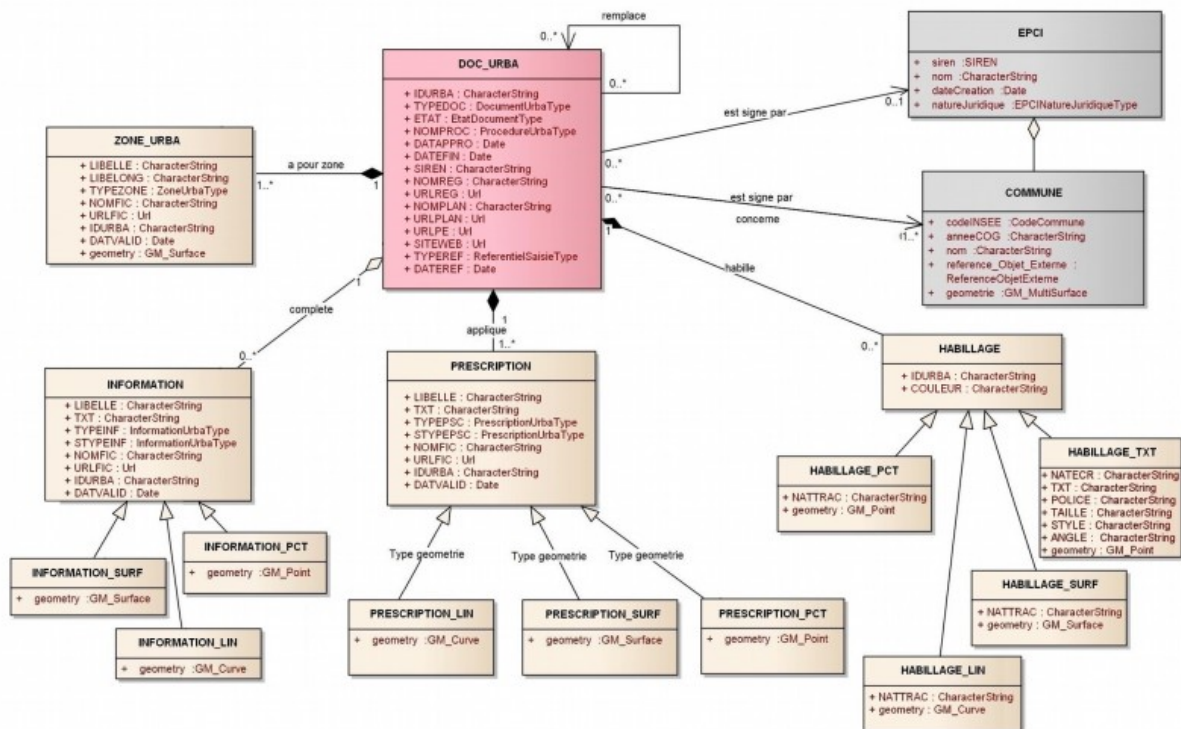 remplace
0..*
0..*
DOC_URBA
+ IDURBA : CharacterString
+ TYPEDOC : DocumentUrbaType
+ ETAT : EtatDocumentType
+ NOMPROC : ProcedureUrbaType
+ DATAPPRO : Date
+ DATEFIN : Date
+ SIREN : CharacterString
+ NOMREG : CharacterString
+ URLREG : Url
+ NOMPLAN : CharacterString
+ URLPLAN : Url
+ URLPE : Url
+ SITEWEB : Url
+ TYPEREF : ReferentielSaisieType
+ DATEREF : Date
EPCI
+ siren :SIREN
+ nom :CharacterString
+ dateCreation :Date
+ natureJuridique :EPCINatureJuridiqueType
est signe par
0..1
0..*
ZONE_URBA
+ LIBELLE : CharacterString
+ LIBELONG : CharacterString
+ TYPEZONE : ZoneUrbaType
+ NOMFIC : CharacterString
+ URLFIC : Url
+ IDURBA : CharacterString
+ DATVALID : Date
+ geometry : GM_Surface
a pour zone
1..*
1
COMMUNE
+ codeINSEE :CodeCommune
+ anneeCOG :CharacterString
+ nom :CharacterString
+ reference_Objet_Externe :
ReferenceObjetExterne
+ geometrie :GM_MultiSurface
0..*
est signe par
concerne
1..*
1
habille
0..*
1
complete
0..*
1
applique
1..*
HABILLAGE
+ IDURBA : CharacterString
+ COULEUR : CharacterString
INFORMATION
+ LIBELLE : CharacterString
+ TXT : CharacterString
+ TYPEINF : InformationUrbaType
+ STYPEINF : InformationUrbaType
+ NOMFIC : CharacterString
+ URLFIC : Url
+ IDURBA : CharacterString
+ DATVALID : Date
PRESCRIPTION
+ LIBELLE : CharacterString
+ TXT : CharacterString
+ TYPEPSC : PrescriptionUrbaType
+ STYPEPSC : PrescriptionUrbaType
+ NOMFIC : CharacterString
+ URLFIC : Url
+ IDURBA : CharacterString
+ DATVALID : Date
HABILLAGE_PCT
+ NATTRAC : CharacterString
+ geometry : GM_Point
HABILLAGE_TXT
+ NATECR : CharacterString
+ TXT : CharacterString
+ POLICE : CharacterString
+ TAILLE : CharacterString
+ STYLE : CharacterString
+ ANGLE : CharacterString
+ geometry : GM_Point
INFORMATION_PCT
+ geometry :GM_Point
INFORMATION_SURF
+ geometry :GM_Surface
INFORMATION_LIN
+ geometry :GM_Curve
Type geometrie
Type geometrie
Type geometrie
PRESCRIPTION_LIN
+ geometry :GM_Curve
PRESCRIPTION_SURF
+ geometry :GM_Surface
PRESCRIPTION_PCT
+ geometry :GM_Point
HABILLAGE_SURF
+ NATTRAC : CharacterString
+ geometry : GM_Surface
HABILLAGE_LIN
+ NATTRAC : CharacterString
+ geometry : GM_Curve